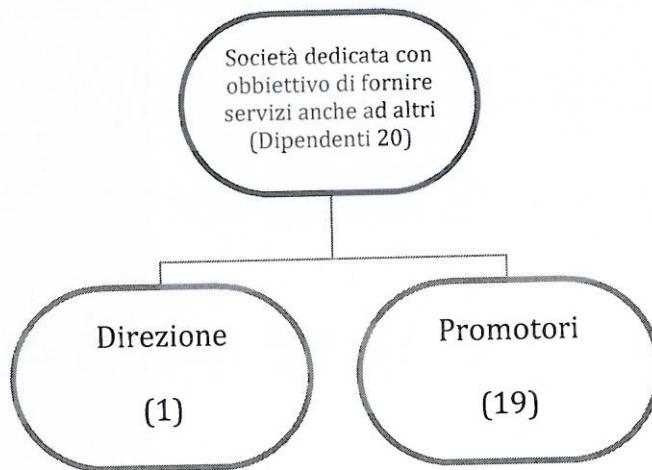 Società dedicata con
obbiettivo di fornire
servizi anche ad altri
(Dipendenti 20)
Direzione
(1)
Promotori
(19)